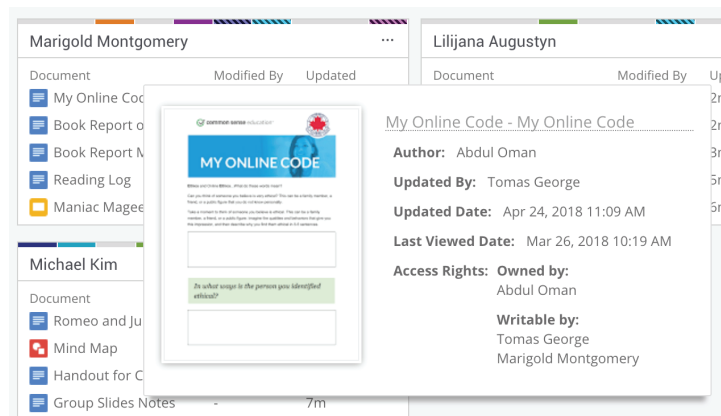 Marigold Montgomery
...
Lilijana Augustyn
Document Modified By Updated
Document Modified By
My Online
Book Report
Book Report
Reading Log
Maniac Magee
common sense education
MY ONLINE CODE
In what ways is the person you identified
ethical?
My Online Code - My Online Code
Author: Abdul Oman
Updated By: Tomas George
Updated Date: Apr 24, 2018 11:09 AM
Last Viewed Date: Mar 26, 2018 10:19 AM
Access Rights: Owned by:
Abdul Oman
Writable by:
Tomas George
Marigold Montgomery
Michael Kim
Document
Romeo and
Mind Map
Handout for
Group Slides Notes - 7m